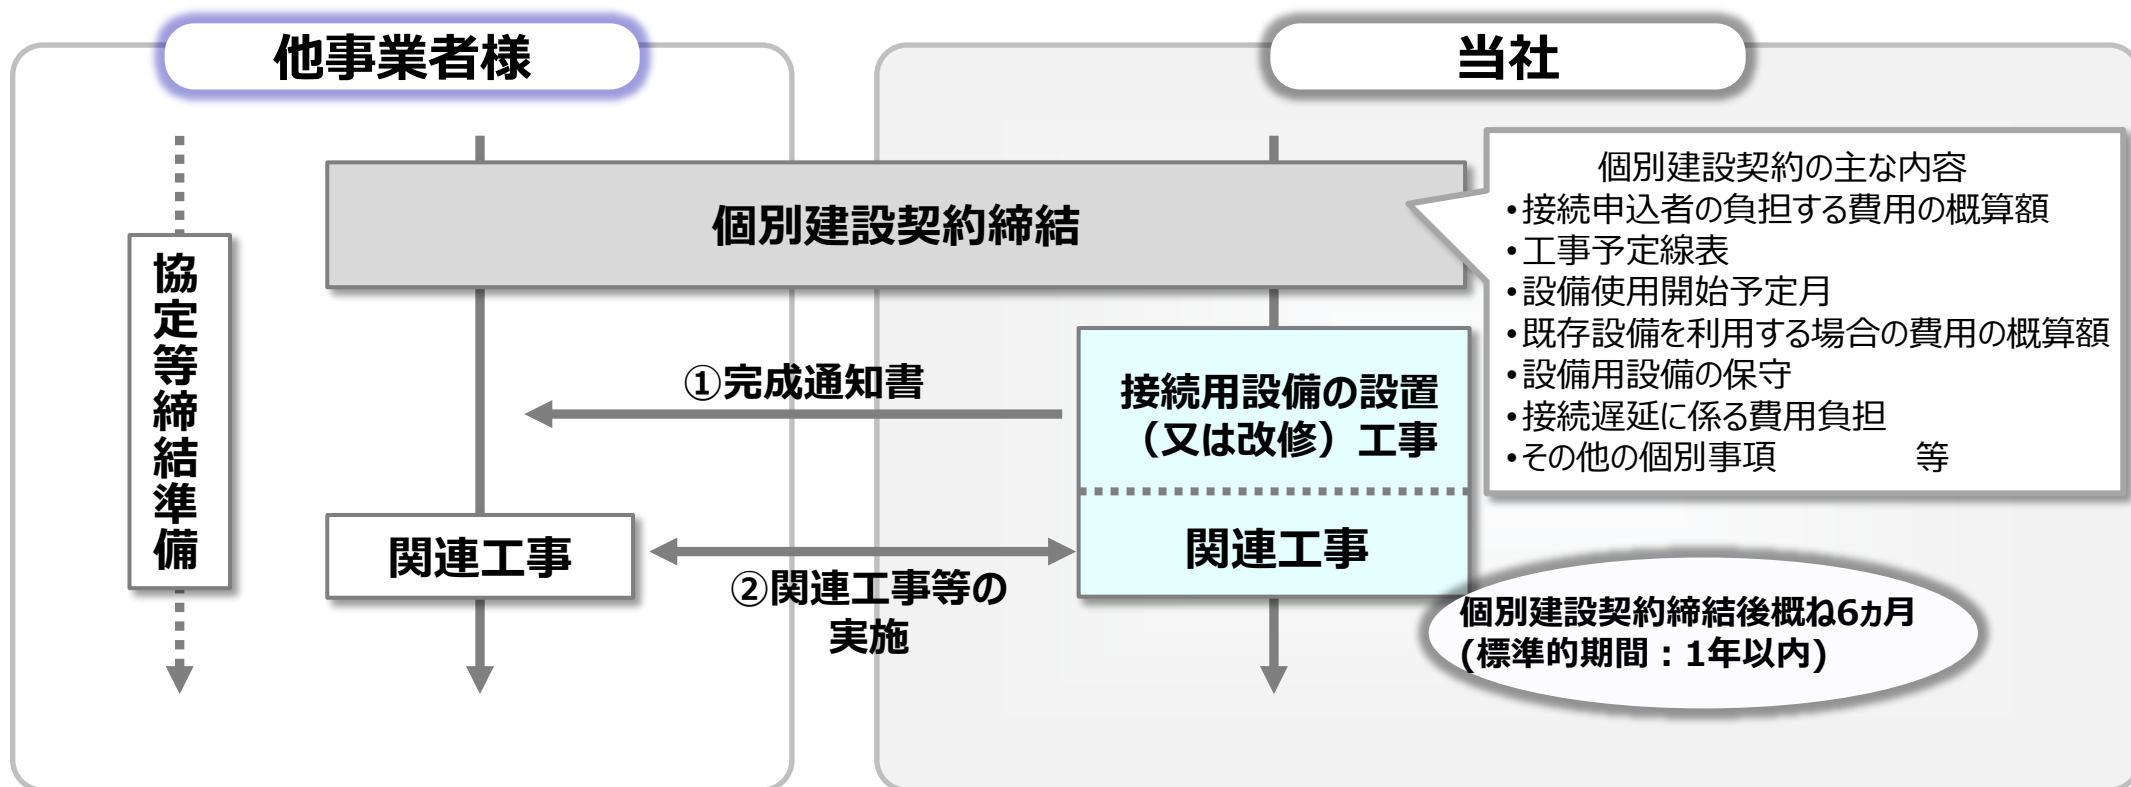 他事業者様
当社
個別建設契約締結
個別建設契約の主な内容
・接続申込者の負担する費用の概算額
・工事予定線表
・設備使用開始予定月
・既存設備を利用する場合の費用の概算額
・設備用設備の保守
・接続遅延に係る費用負担
・その他の個別事項 等
協定等締結準備
①完成通知書
接続用設備の設置
（又は改修）工事
関連工事
②関連工事等の
実施
関連工事
個別建設契約締結後概ね6ヵ月
(標準的期間：1年以内)